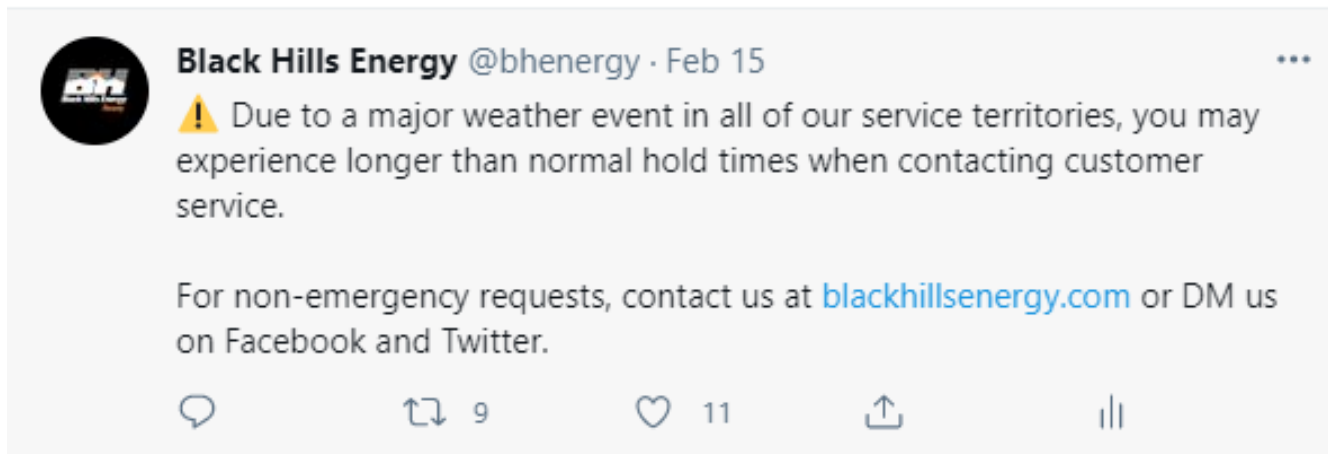 Black Hills Energy @bhenergy · Feb 15
⚠️ Due to a major weather event in all of our service territories, you may
experience longer than normal hold times when contacting customer
service.
For non-emergency requests, contact us at blackhillsenergy.com or DM us
on Facebook and Twitter.
9 11